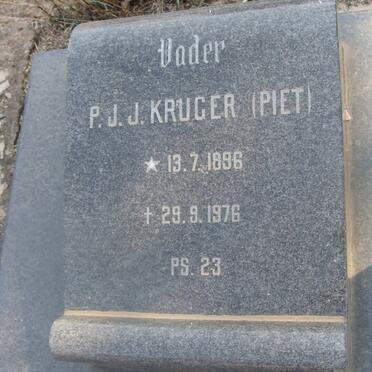 Vader
P.J.J. KRUGER (PIET)
★ 13.7.1896
† 29.9.1976
PS. 23